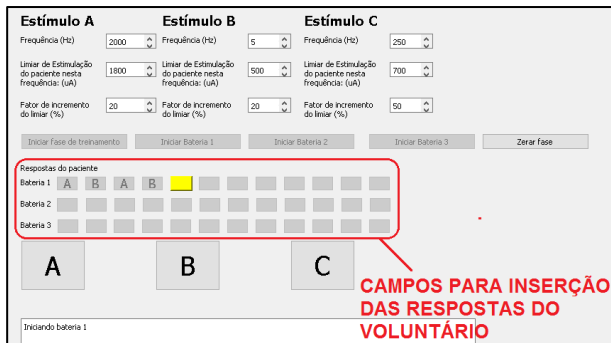 Estímulo A Estímulo B Estímulo C
Frequência (Hz) 2000 Frequência (Hz) 5 Frequência (Hz) 250
Limiar de Estimulação Limiar de Estimulação Limiar de Estimulação
do paciente nesta 1800 do paciente nesta 500 do paciente nesta 700
frequência: (uA) frequência: (uA) frequência: (uA)
Fator de incremento 20 Fator de incremento 20 Fator de incremento 50
do limiar (%) do limiar (%) do limiar (%)
Iniciar fase de treinamento Iniciar Bateria 1 Iniciar Bateria 2 Iniciar Bateria 3 Zerar fase
Respostas do paciente
Bateria 1 A B A B
Bateria 2
Bateria 3
A B C
CAMPOS PARA INSERÇÃO
DAS RESPOSTAS DO
VOLUNTÁRIO
Iniciando bateria 1